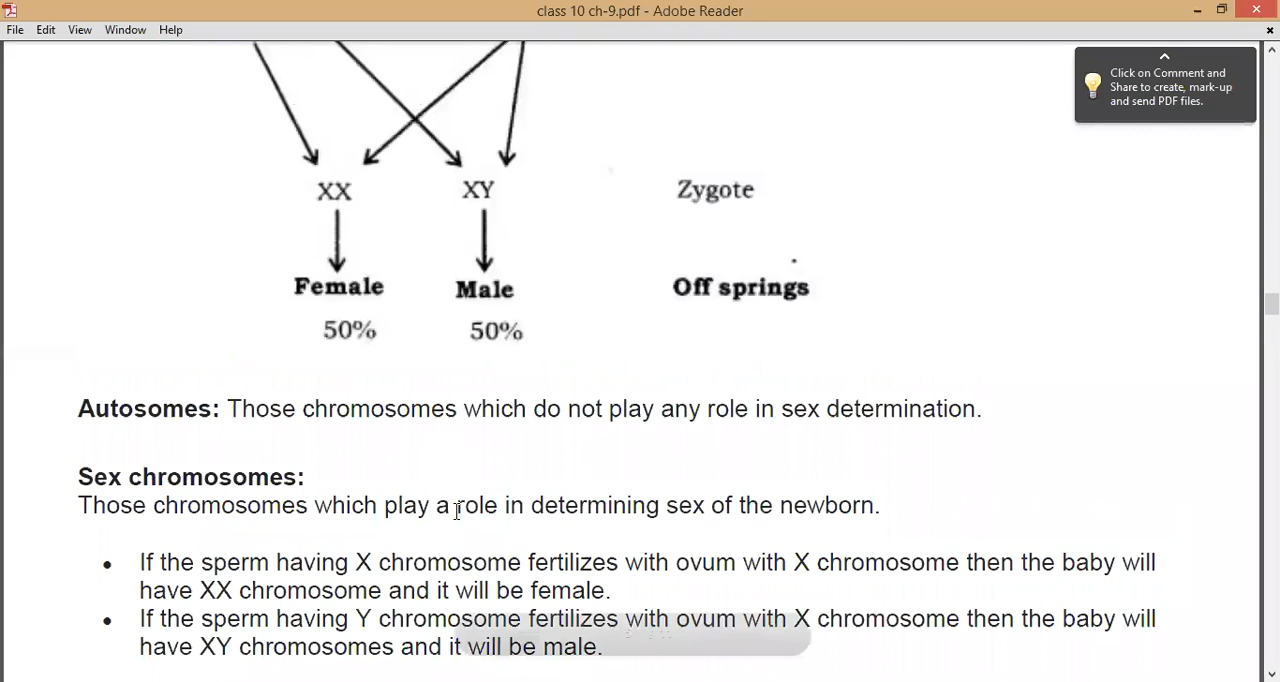 class 10 ch-9.pdf - Adobe Reader
File Edit View Window Help
Click on Comment and
Share to create, mark-up
and send PDF files.
XX XY Zygote
Female Male Off springs
50% 50%
Autosomes: Those chromosomes which do not play any role in sex determination.
Sex chromosomes:
Those chromosomes which play a role in determining sex of the newborn.
• If the sperm having X chromosome fertilizes with ovum with X chromosome then the baby will
have XX chromosome and it will be female.
• If the sperm having Y chromosome fertilizes with ovum with X chromosome then the baby will
have XY chromosomes and it will be male.